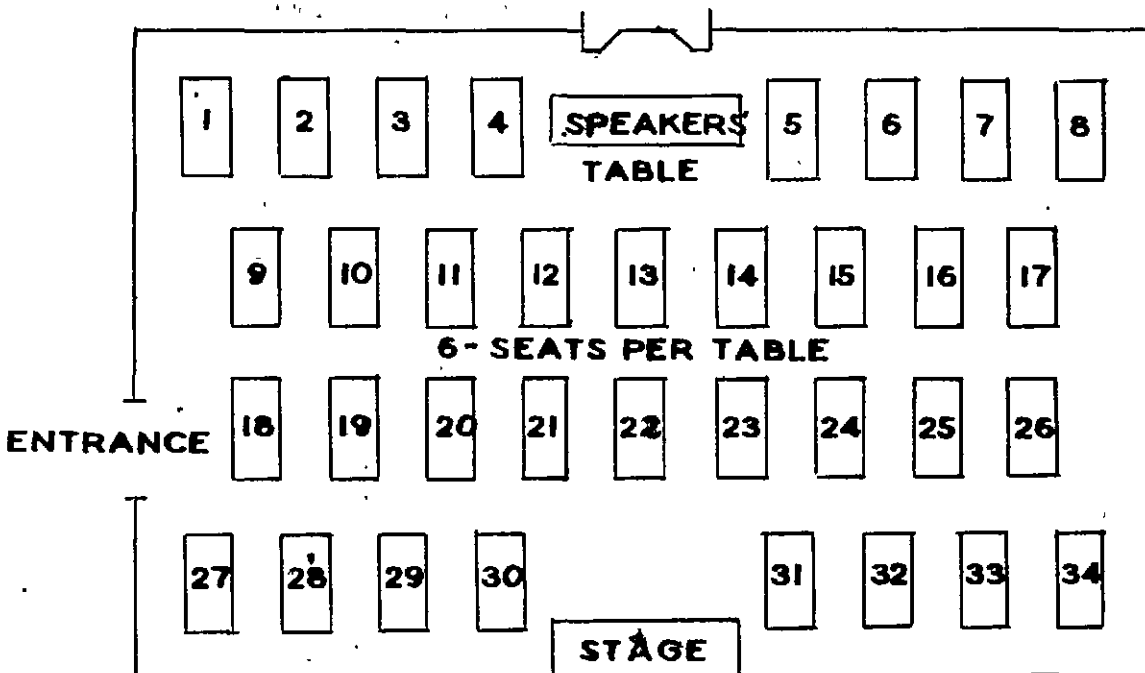 1 2 3 4 SPEAKERS 5 6 7 8
TABLE
9 10 11 12 13 14 15 16 17
6- SEATS PER TABLE
ENTRANCE 18 19 20 21 22 23 24 25 26
27 28 29 30 31 32 33 34
STAGE